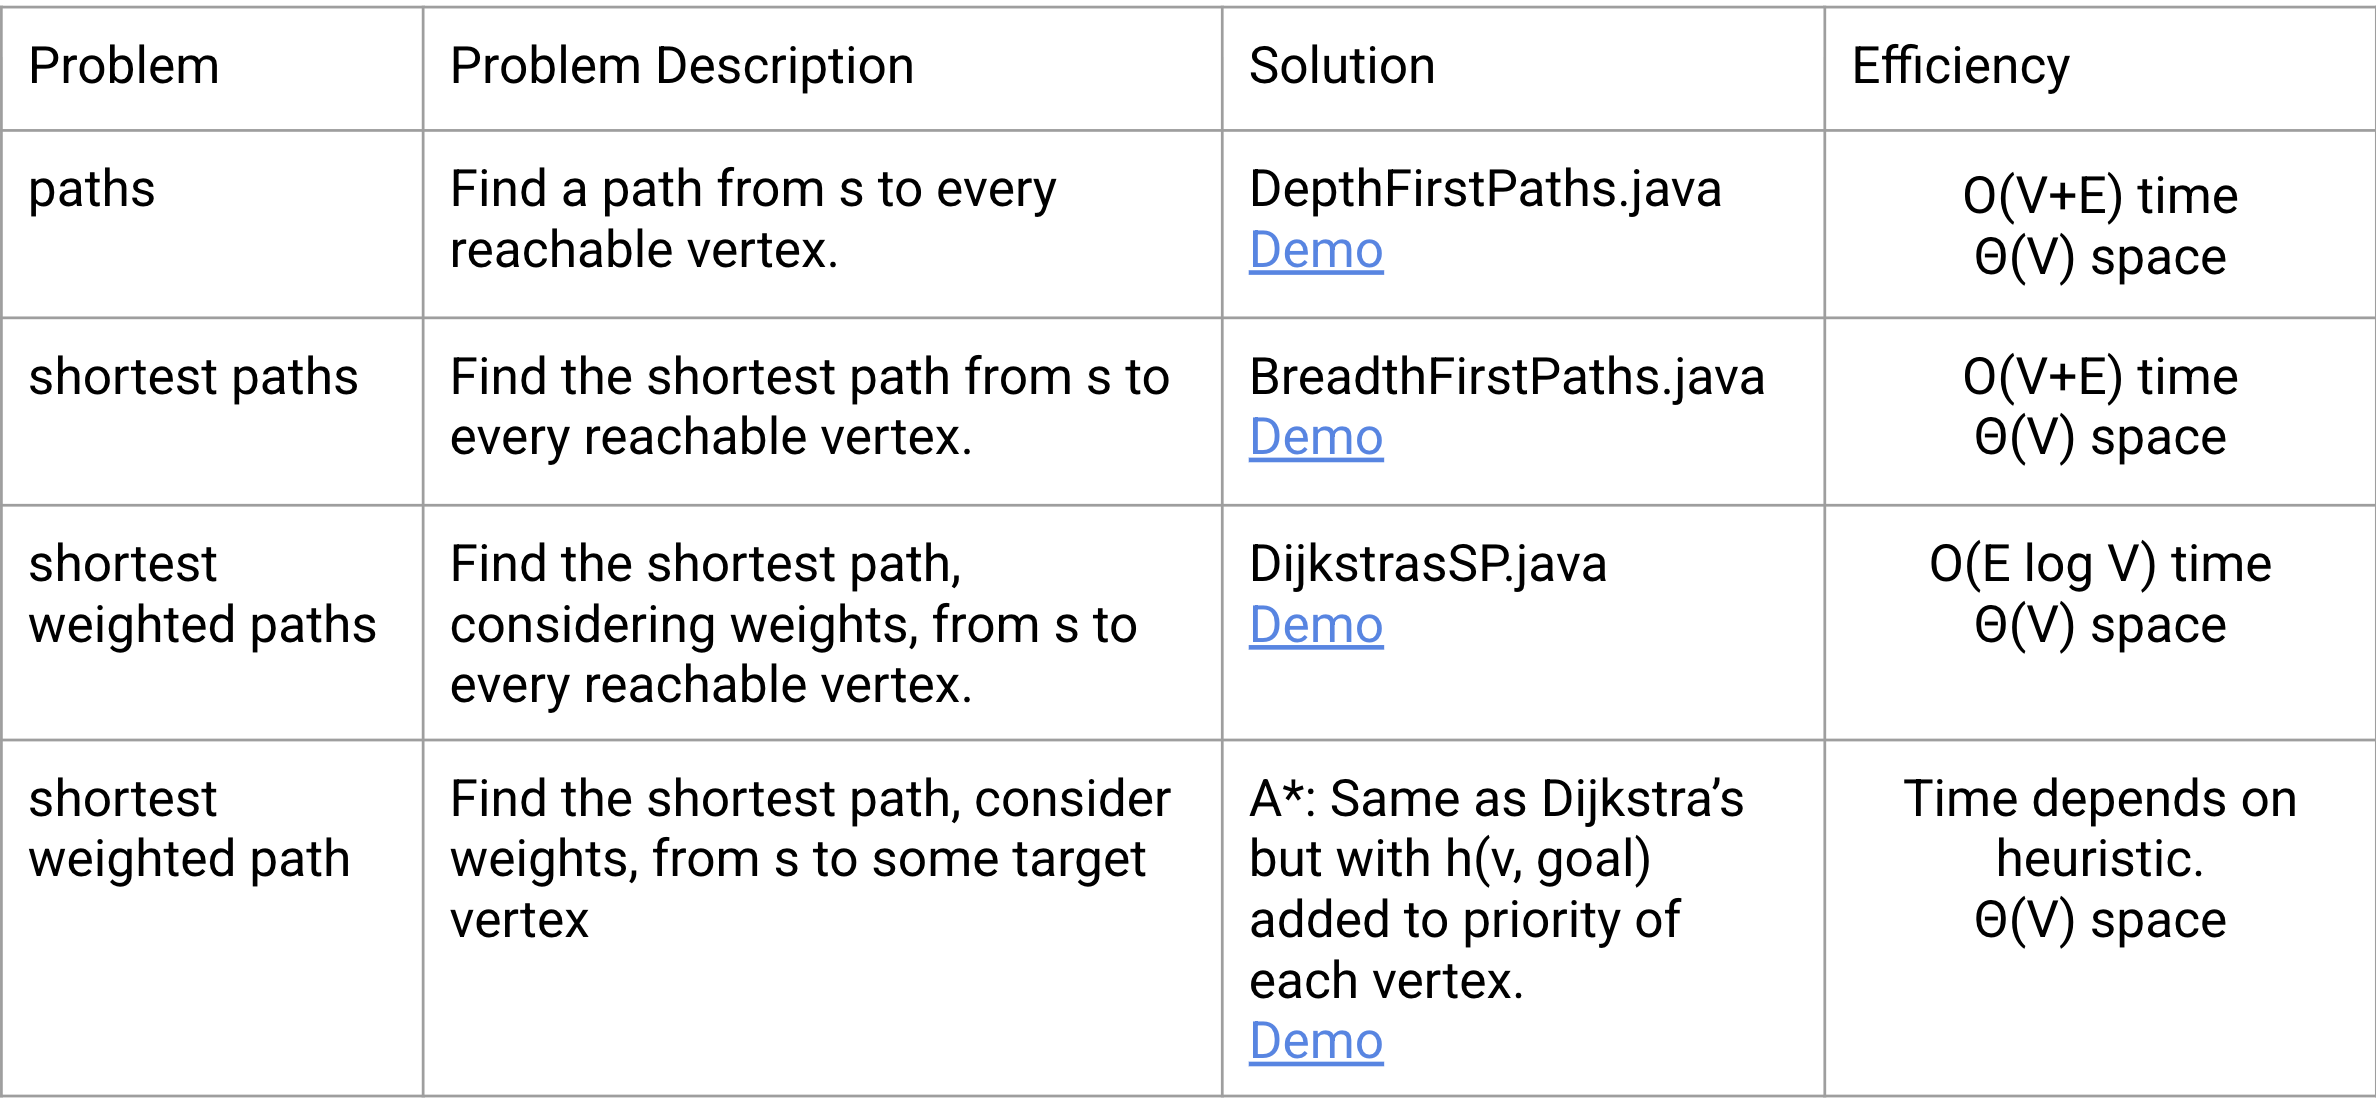 Problem
Problem Description
Solution
Efficiency
paths
Find a path from s to every
reachable vertex.
DepthFirstPaths.java
Demo
O(V+E) time
Θ(V) space
shortest paths
Find the shortest path from s to
every reachable vertex.
BreadthFirstPaths.java
Demo
O(V+E) time
Θ(V) space
shortest
weighted paths
Find the shortest path,
considering weights, from s to
every reachable vertex.
DijkstrasSP.java
Demo
O(E log V) time
Θ(V) space
shortest
weighted path
Find the shortest path, consider
weights, from s to some target
vertex
A*: Same as Dijkstra’s
but with h(v, goal)
added to priority of
each vertex.
Demo
Time depends on
heuristic.
Θ(V) space